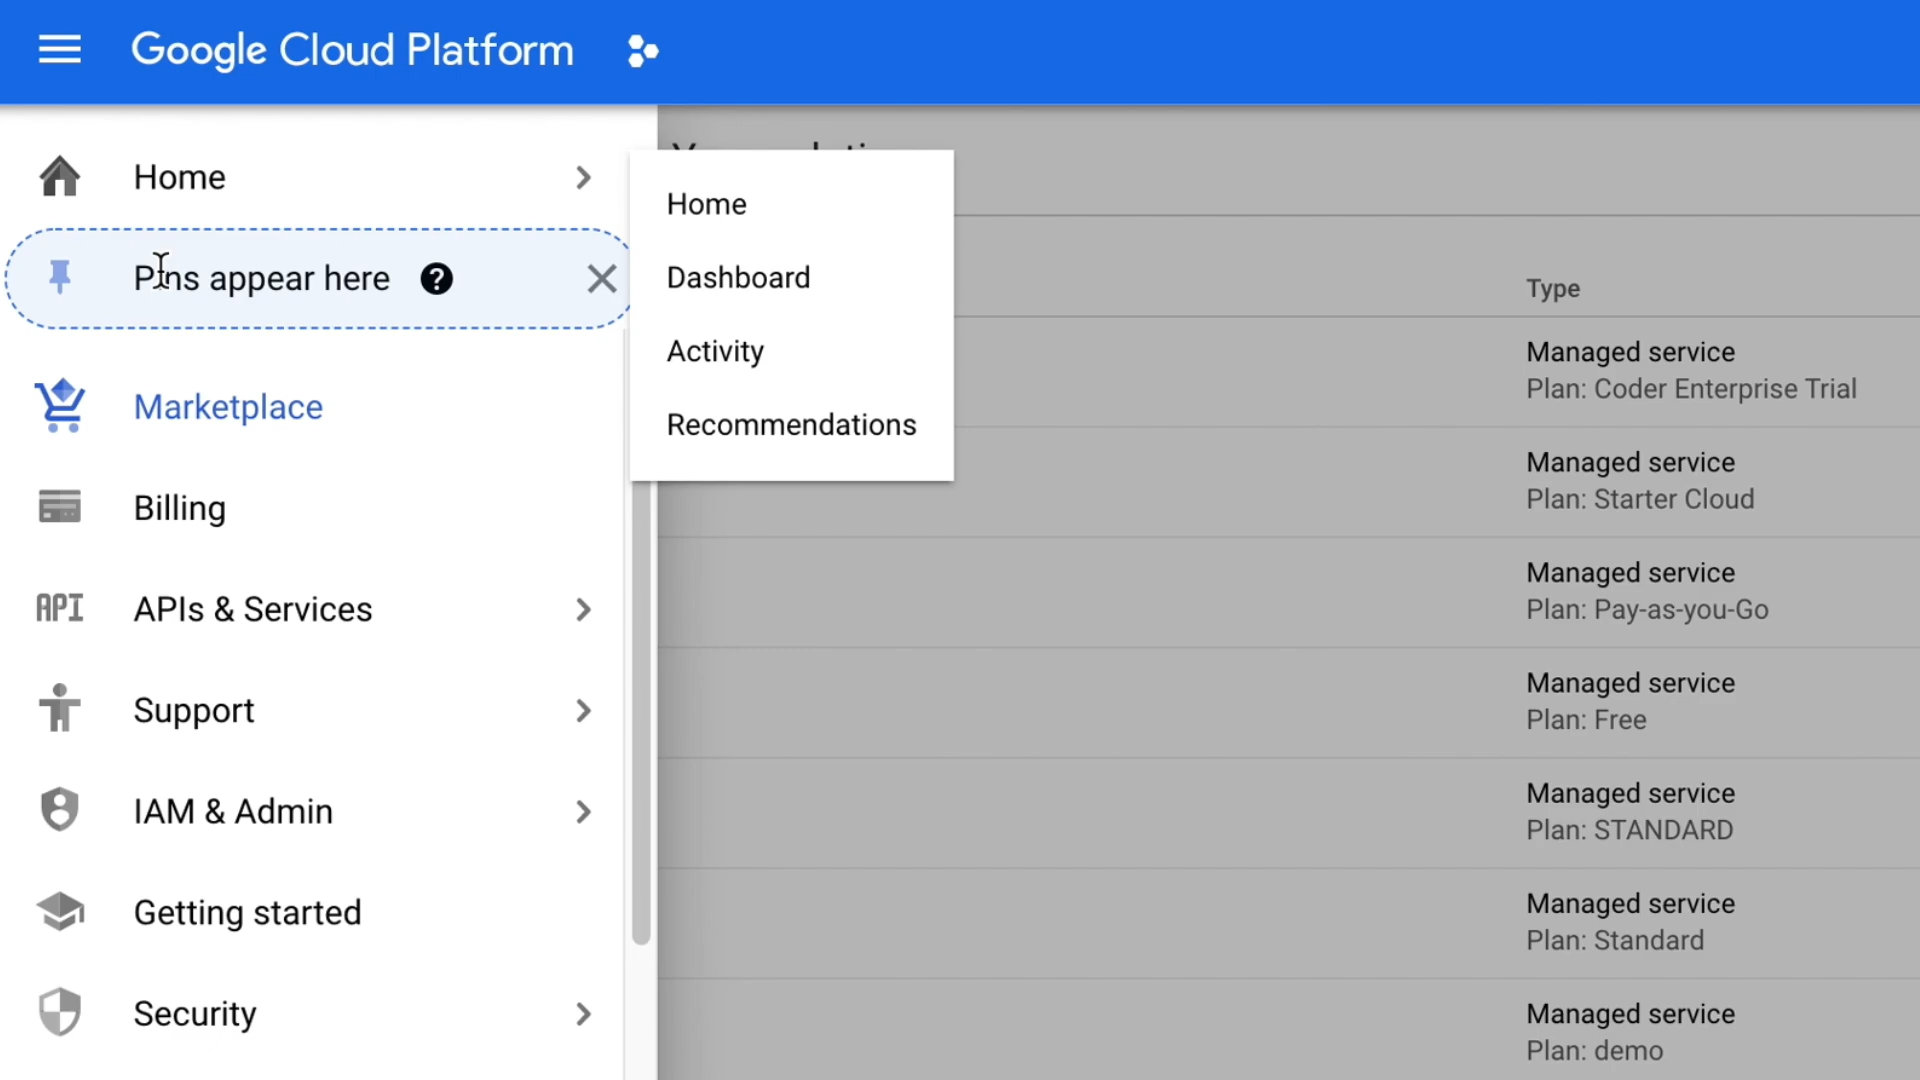 Google Cloud Platform
Home
Pins appear here
Marketplace
Billing
API
APIs & Services
Support
IAM & Admin
Getting started
Security
Home
Dashboard
Activity
Recommendations
Type
Managed service
Plan: Coder Enterprise Trial
Managed service
Plan: Starter Cloud
Managed service
Plan: Pay-as-you-Go
Managed service
Plan: Free
Managed service
Plan: STANDARD
Managed service
Plan: Standard
Managed service
Plan: demo